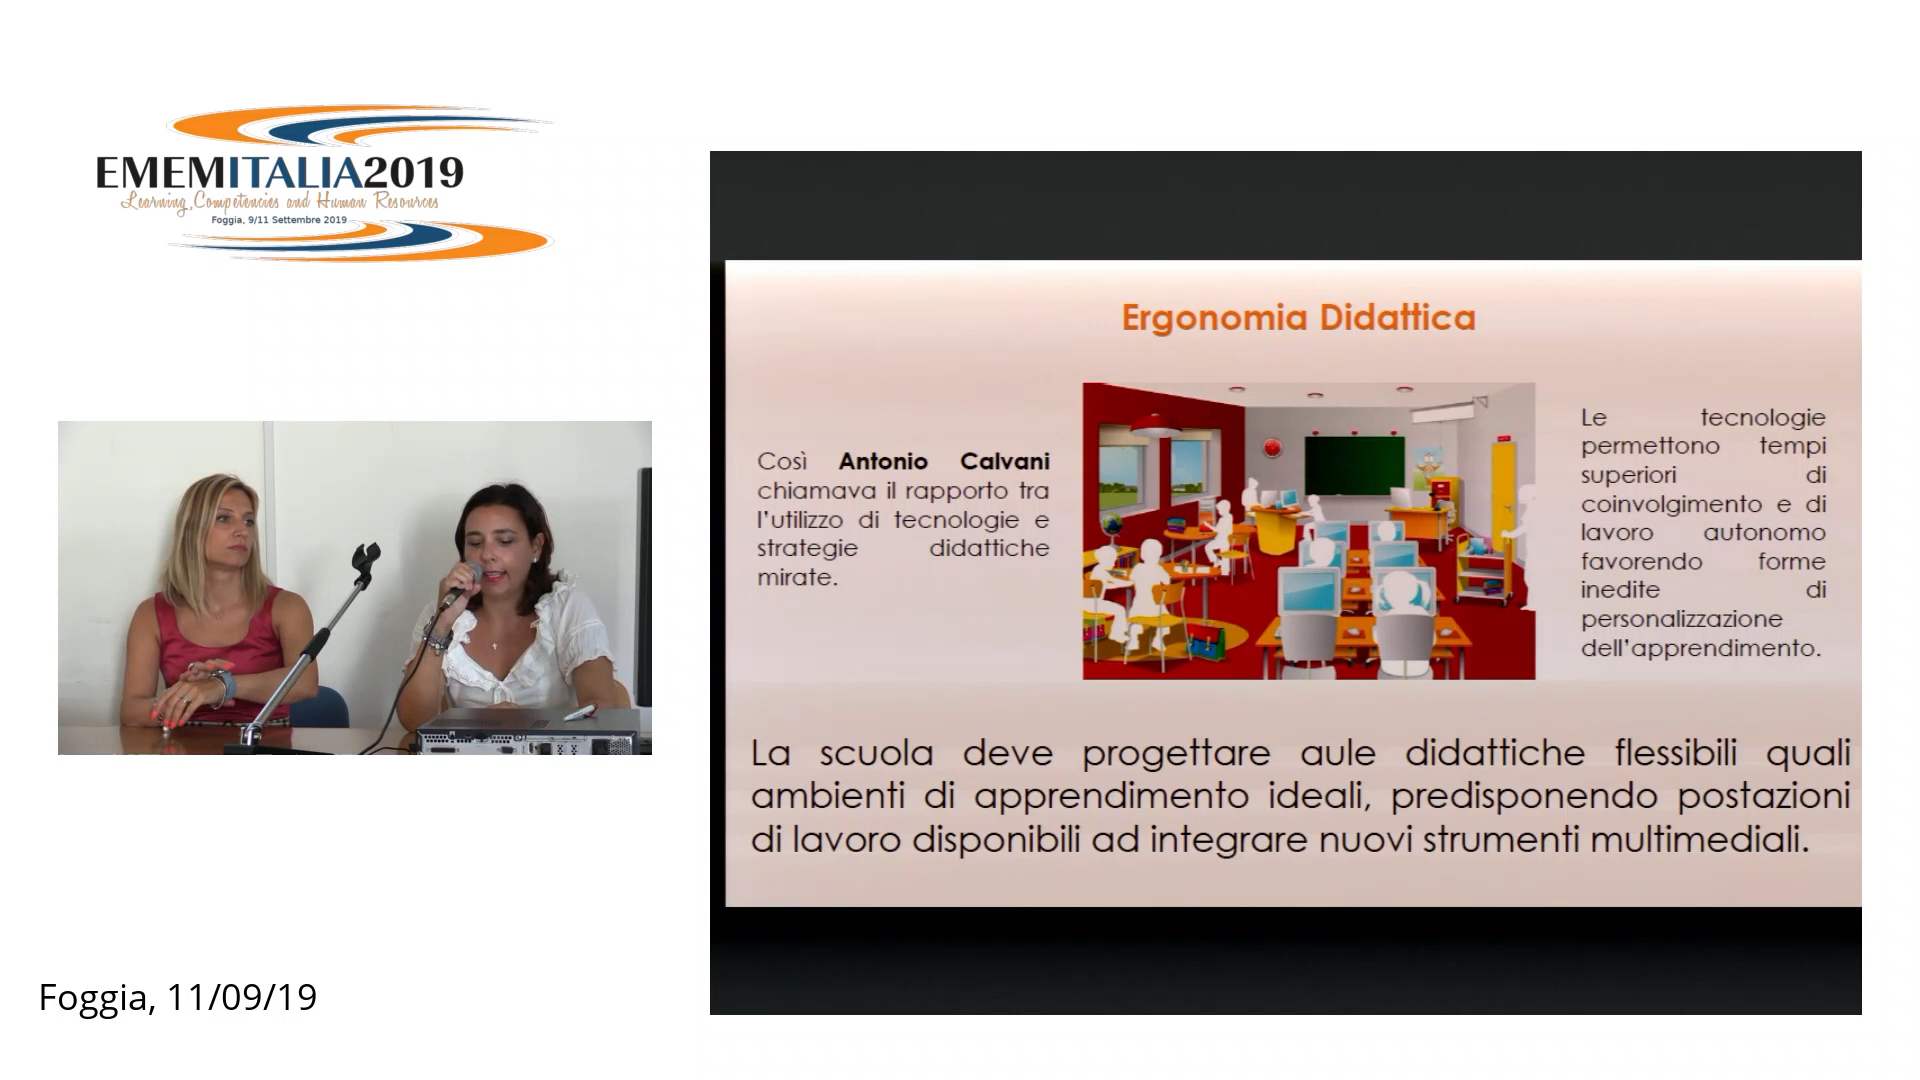 EMEMITALIA2019
Learning, Competencies and Human Resources
Foggia, 9/11 Settembre 2019
Ergonomia Didattica
Così Antonio Calvani
chiamava il rapporto tra
l'utilizzo di tecnologie e
strategie didattiche
mirate.
Le tecnologie
permettono tempi
superiori di
coinvolgimento e di
lavoro autonomo
favorendo forme
inedite di
personalizzazione
dell'apprendimento.
La scuola deve progettare aule didattiche flessibili quali
ambienti di apprendimento ideali, predisponendo postazioni
di lavoro disponibili ad integrare nuovi strumenti multimediali.
Foggia, 11/09/19